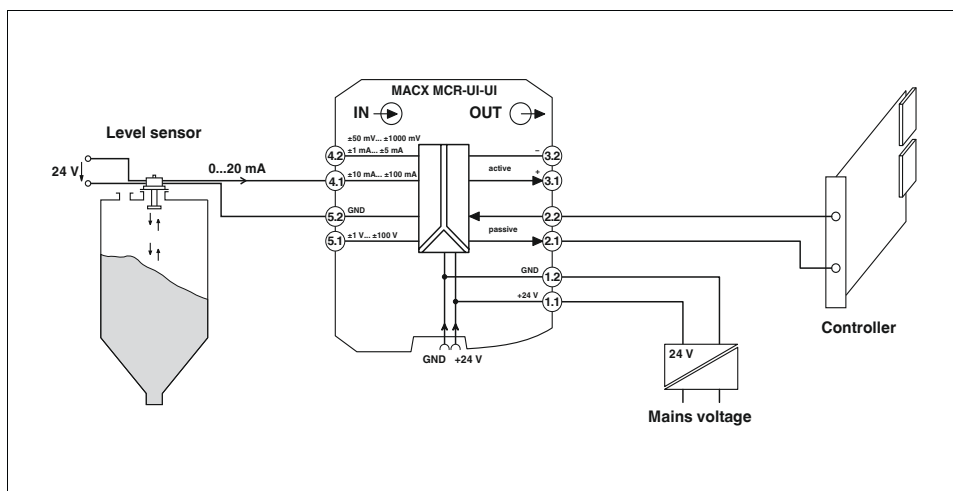 MACX MCR-UI-UI
IN
OUT
Level sensor
24 V
0...20 mA
±50 mV... ±1000 mV
4.2
±1 mA... ±5 mA
4.1
±10 mA... ±100 mA
5.2
GND
5.1
±1 V... ±100 V
–
3.2
active
+
3.1
2.2
passive
2.1
GND
1.2
+24 V
1.1
GND
+24 V
24 V
Mains voltage
Controller